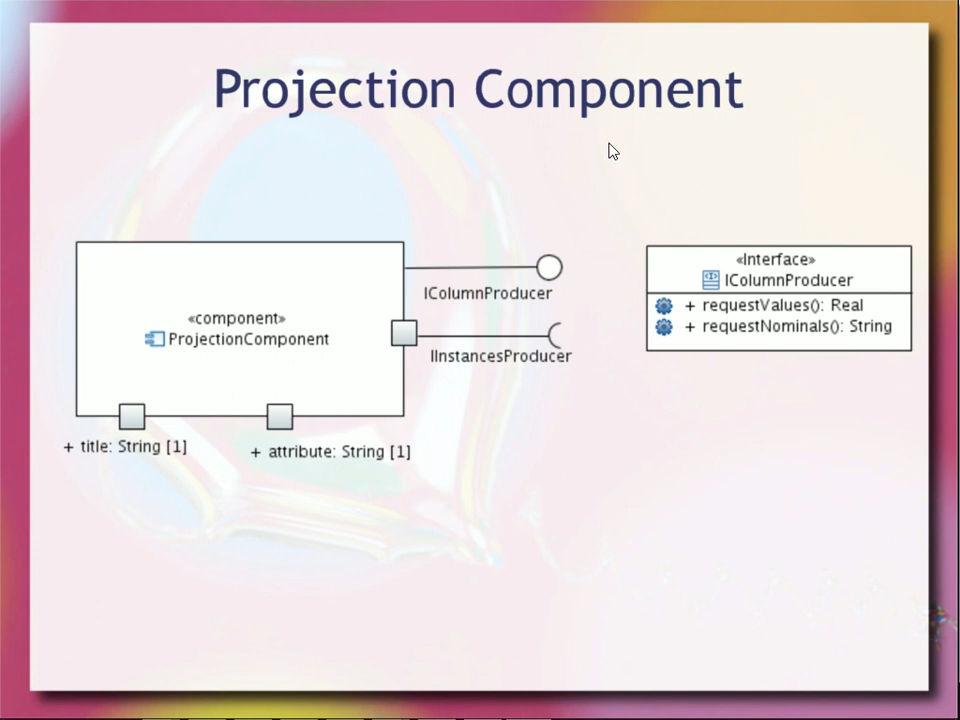 Projection Component
«component»
ProjectionComponent
IColumnProducer
IInstancesProducer
+ title: String [1]
+ attribute: String [1]
«Interface»
IColumnProducer
+ requestValues(): Real
+ requestNominals(): String